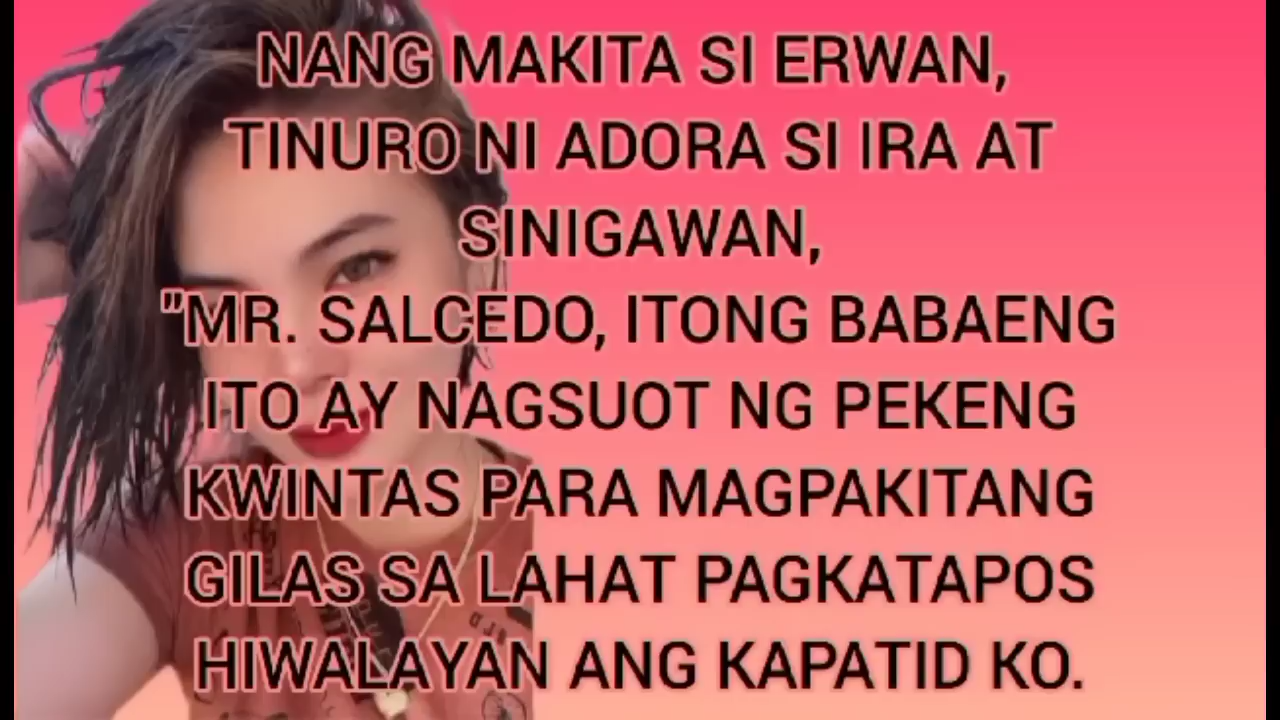 NANG MAKITA SI ERWAN,
TINURO NI ADORA SI IRA AT
SINIGAWAN,
"MR. SALCEDO, ITONG BABAENG
ITO AY NAGSUOT NG PEKENG
KWINTAS PARA MAGPAKITANG
GILAS SA LAHAT PAGKATAPOS
HIWALAYAN ANG KAPATID KO.